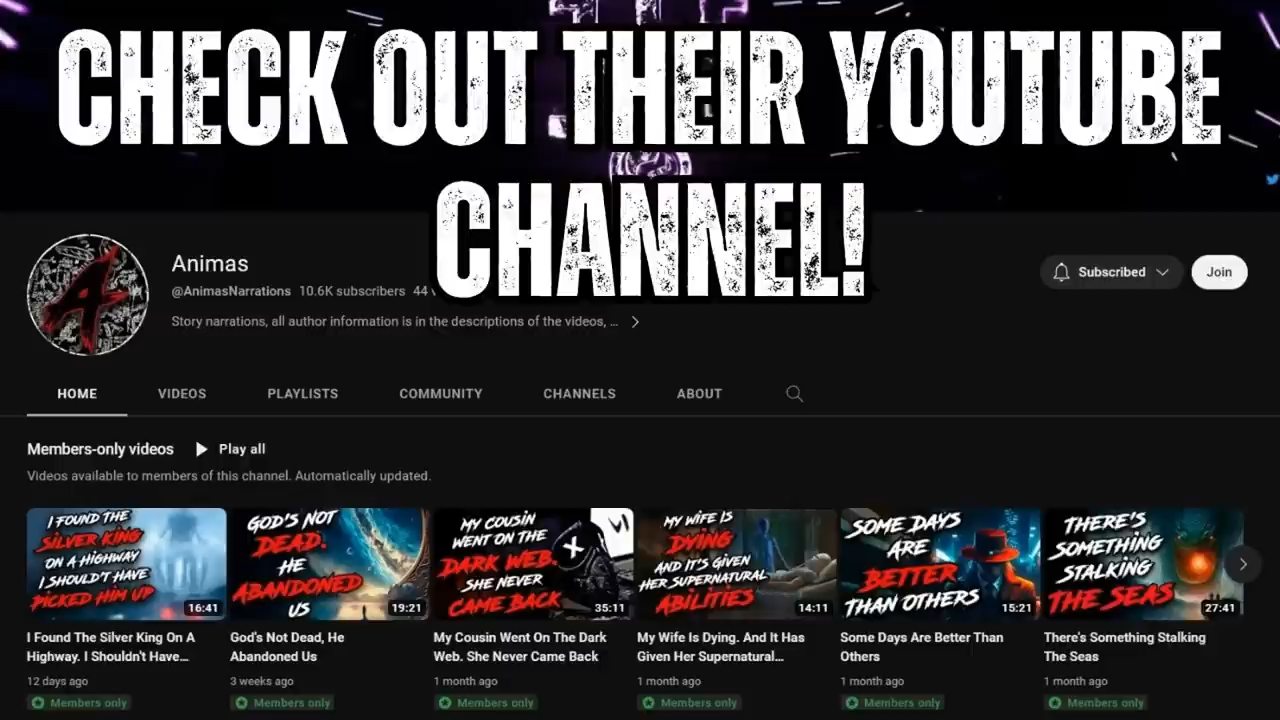 CHECK OUT THEIR YOUTUBE
CHANNEL!
Animas
@AnimasNarrations 10.6K subscribers 44
Story narrations, all author information is in the descriptions of the videos, ...
Subscribed
Join
HOME VIDEOS PLAYLISTS COMMUNITY CHANNELS ABOUT
Members-only videos Play all
Videos available to members of this channel. Automatically updated.
I FOUND THE
SILVER KING
ON A HIGHWAY
I SHOULD'T HAVE
PICKED HIM UP
16:41
GOD'S NOT
DEAD.
HE
ABANDONED
US
19:21
MY COUSIN
WENT ON THE
DARK WEB.
SHE NEVER
CAME BACK
35:11
MY WIFE IS
DYING
AND IT'S GIVEN
HER SUPERNATURAL
ABILITIES
14:11
SOME DAYS
ARE
BETTER
THAN OTHERS
15:21
THERE'S
SOMETHING
STALKING
THE SEAS
27:41
I Found The Silver King On A
Highway. I Shouldn't Have...
12 days ago
Members only
God's Not Dead, He
Abandoned Us
3 weeks ago
Members only
My Cousin Went On The Dark
Web. She Never Came Back
1 month ago
Members only
My Wife Is Dying. And It Has
Given Her Supernatural...
1 month ago
Members only
Some Days Are Better Than
Others
1 month ago
Members only
There's Something Stalking
The Seas
1 month ago
Members only